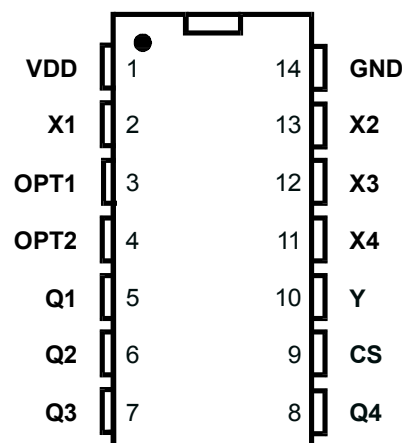 VDD 1 14 GND
X1 2 13 X2
OPT1 3 12 X3
OPT2 4 11 X4
Q1 5 10 Y
Q2 6 9 CS
Q3 7 8 Q4